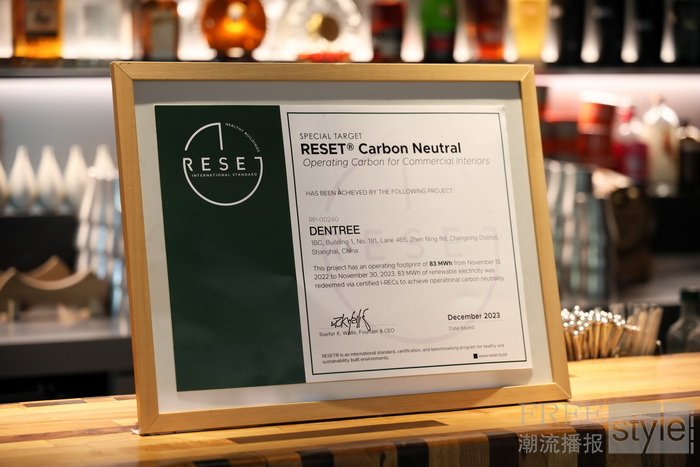 HEALTHY BUILDINGS
RESET
INTERNATIONAL STANDARD
SPECIAL TARGET
RESET® Carbon Neutral
Operating Carbon for Commercial Interiors
HAS BEEN ACHIEVED BY THE FOLLOWING PROJECT:
RP-00240
DENTREE
1BC, Building 1, No. 181, Lane 465, Zhen Ning Rd, Changning District,
Shanghai, China
This project has an operating footprint of 83 MWh from November 13,
2022 to November 30, 2023. 83 MWh of renewable electricity was
redeemed via certified I-RECs to achieve operational carbon neutrality.
Raefer K. Wallis, Founder & CEO
December 2023
Date Issued
RESET® is an international standard, certification, and benchmarking program for healthy and
sustainability built environments.
www.reset.build
FREE
潮流播报
style